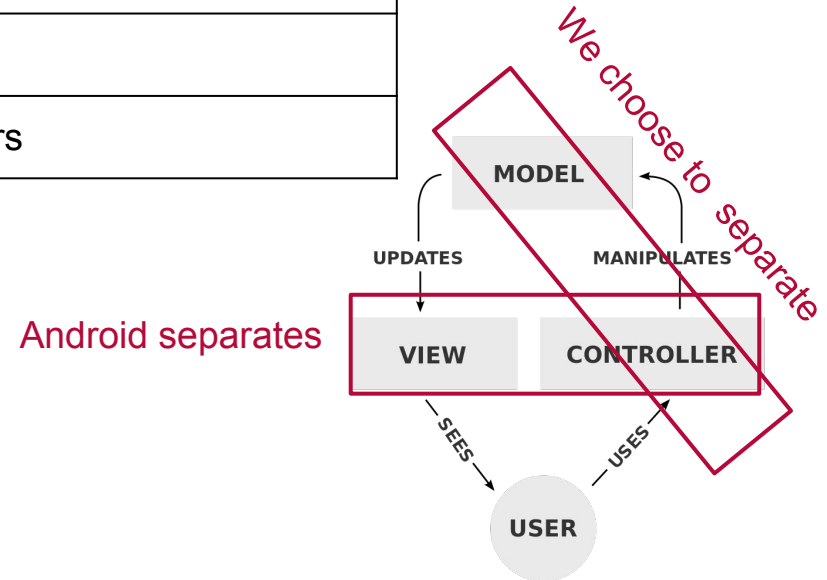 rs
We choose to separate
MODEL
UPDATES
MANIPULATES
Android separates
VIEW
CONTROLLER
SEES
USES
USER